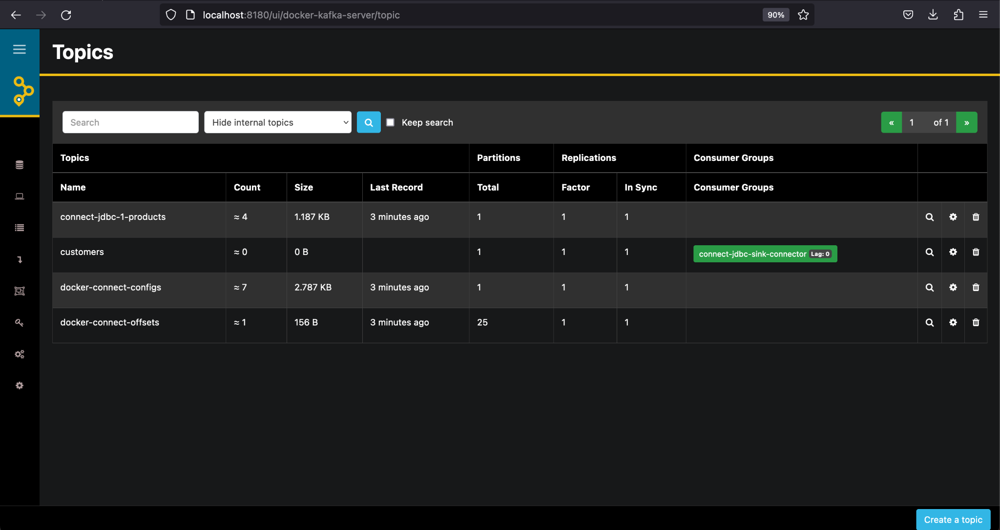 localhost:8180/ui/docker-kafka-server/topic 90%
Topics
Search Hide internal topics Keep search « 1 of 1 »
Topics Partitions Replications Consumer Groups
Name Count Size Last Record Total Factor In Sync Consumer Groups
connect-jdbc-1-products ≈ 4 1.187 KB 3 minutes ago 1 1 1
customers ≈ 0 0 B 1 1 1 connect-jdbc-sink-connector Lag: 0
docker-connect-configs ≈ 7 2.787 KB 3 minutes ago 1 1 1
docker-connect-offsets ≈ 1 156 B 3 minutes ago 25 1 1
Create a topic